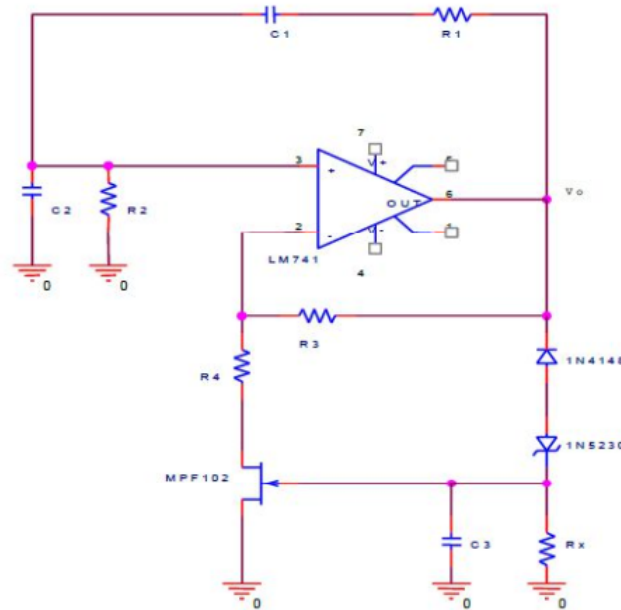 C1
R1
7
3
+
V+
6
OUT
Vo
C2
R2
2
-
V-
LM741
4
0
0
R3
R4
1N4148
1N5230
MPF102
C3
Rx
0
0
0